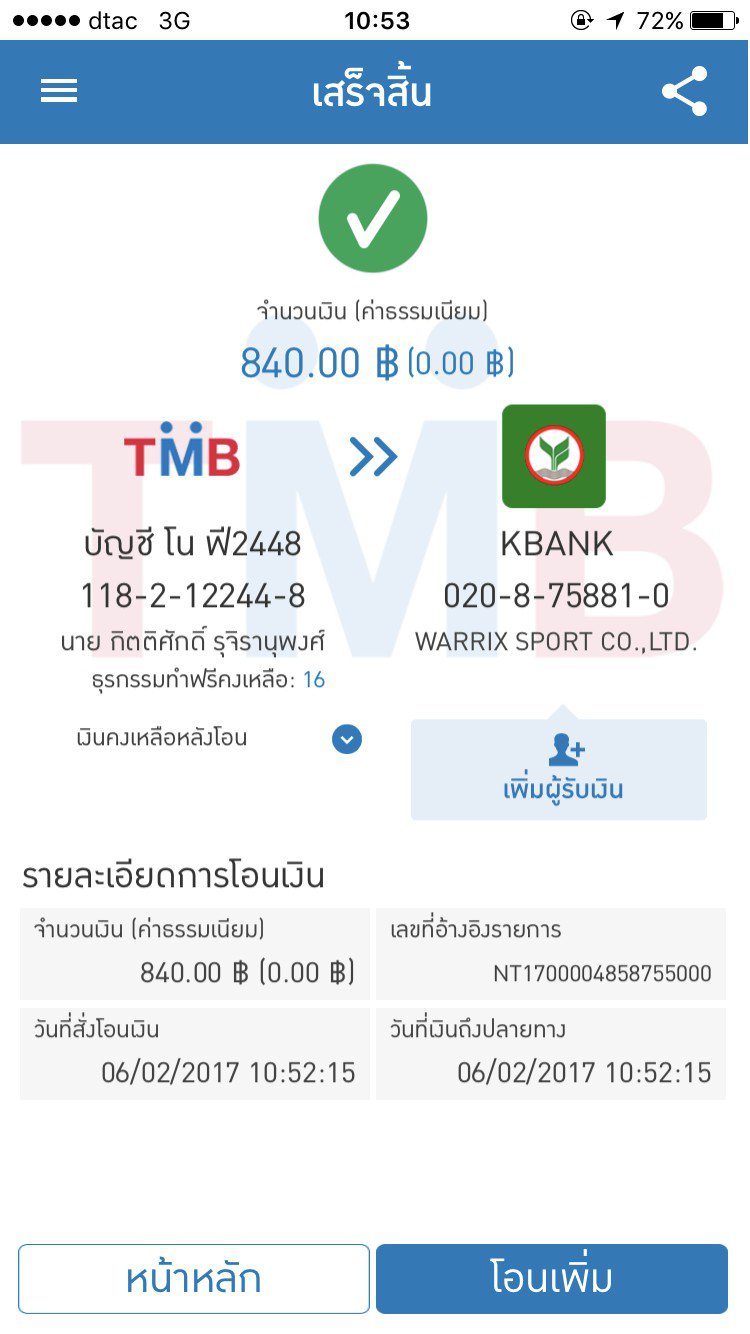 dtac 3G 10:53 72%
เสร็จสิ้น
จำนวนเงิน (ค่าธรรมเนียม)
840.00 ฿ (0.00 ฿)
TMB
บัญชี โน ฟี2448
118-2-12244-8
นาย กิตติศักดิ์ รุจิรานุพงศ์
ธุรกรรมทำฟรีคงเหลือ: 16
เงินคงเหลือหลังโอน
KBANK
020-8-75881-0
WARRIX SPORT CO.,LTD.
เพิ่มผู้รับเงิน
รายละเอียดการโอนเงิน
จำนวนเงิน (ค่าธรรมเนียม)
840.00 ฿ (0.00 ฿)
เลขที่อ้างอิงรายการ
NT1700004858755000
วันที่สั่งโอนเงิน
06/02/2017 10:52:15
วันที่เงินถึงปลายทาง
06/02/2017 10:52:15
หน้าหลัก
โอนเพิ่ม
TMB